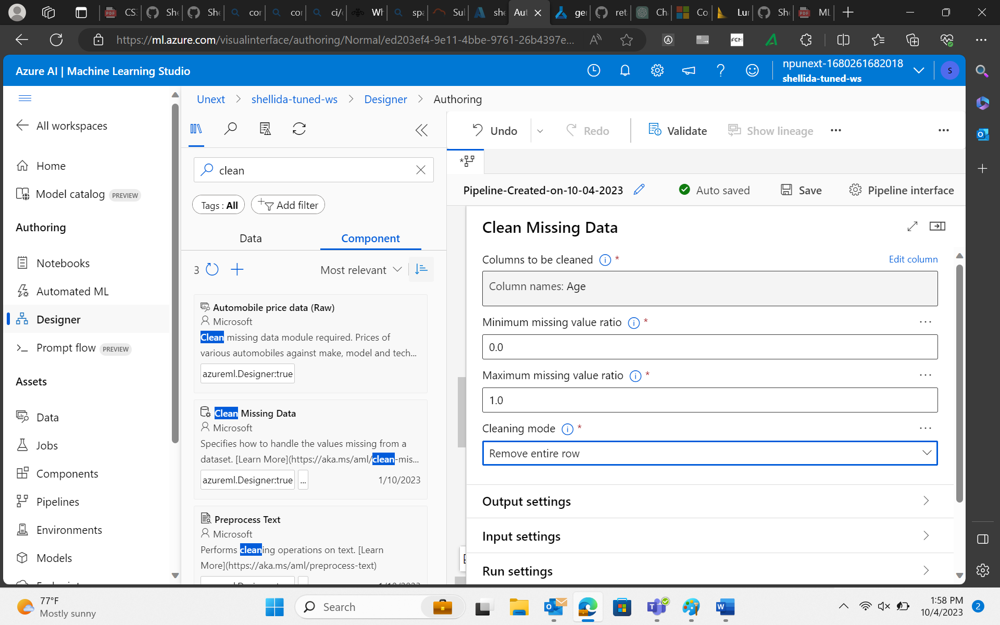 CS
She
She
cor
cor
ci/c
Wh
spa
Sul
she
Aut
ger
ret
Ch
Co
Lur
She
ML
https://ml.azure.com/visualinterface/authoring/Normal/ed203ef4-9e11-4bbe-9761-26b4397e...
FCM
Azure AI | Machine Learning Studio
npunext-1680261682018
shellida-tuned-ws
S
Unext > shellida-tuned-ws > Designer > Authoring
All workspaces
Home
Model catalog PREVIEW
Authoring
Notebooks
Automated ML
Designer
Prompt flow PREVIEW
Assets
Data
Jobs
Components
Pipelines
Environments
Models
clean
Tags : All
Add filter
Data
Component
3
Most relevant
Automobile price data (Raw)
Microsoft
Clean missing data module required. Prices of
various automobiles against make, model and tech...
azureml.Designer:true
Clean Missing Data
Microsoft
Specifies how to handle the values missing from a
dataset. [Learn More](https://aka.ms/aml/clean-mis...
azureml.Designer:true
...
1/10/2023
Preprocess Text
Microsoft
Performs cleaning operations on text. [Learn
More](https://aka.ms/aml/preprocess-text)
Undo
Redo
Validate
Show lineage
Pipeline-Created-on-10-04-2023
Auto saved
Save
Pipeline interface
Clean Missing Data
Columns to be cleaned *
Edit column
Column names: Age
Minimum missing value ratio *
0.0
Maximum missing value ratio *
1.0
Cleaning mode *
Remove entire row
Output settings
Input settings
Run settings
77°F
Mostly sunny
Search
1:58 PM
10/4/2023
2